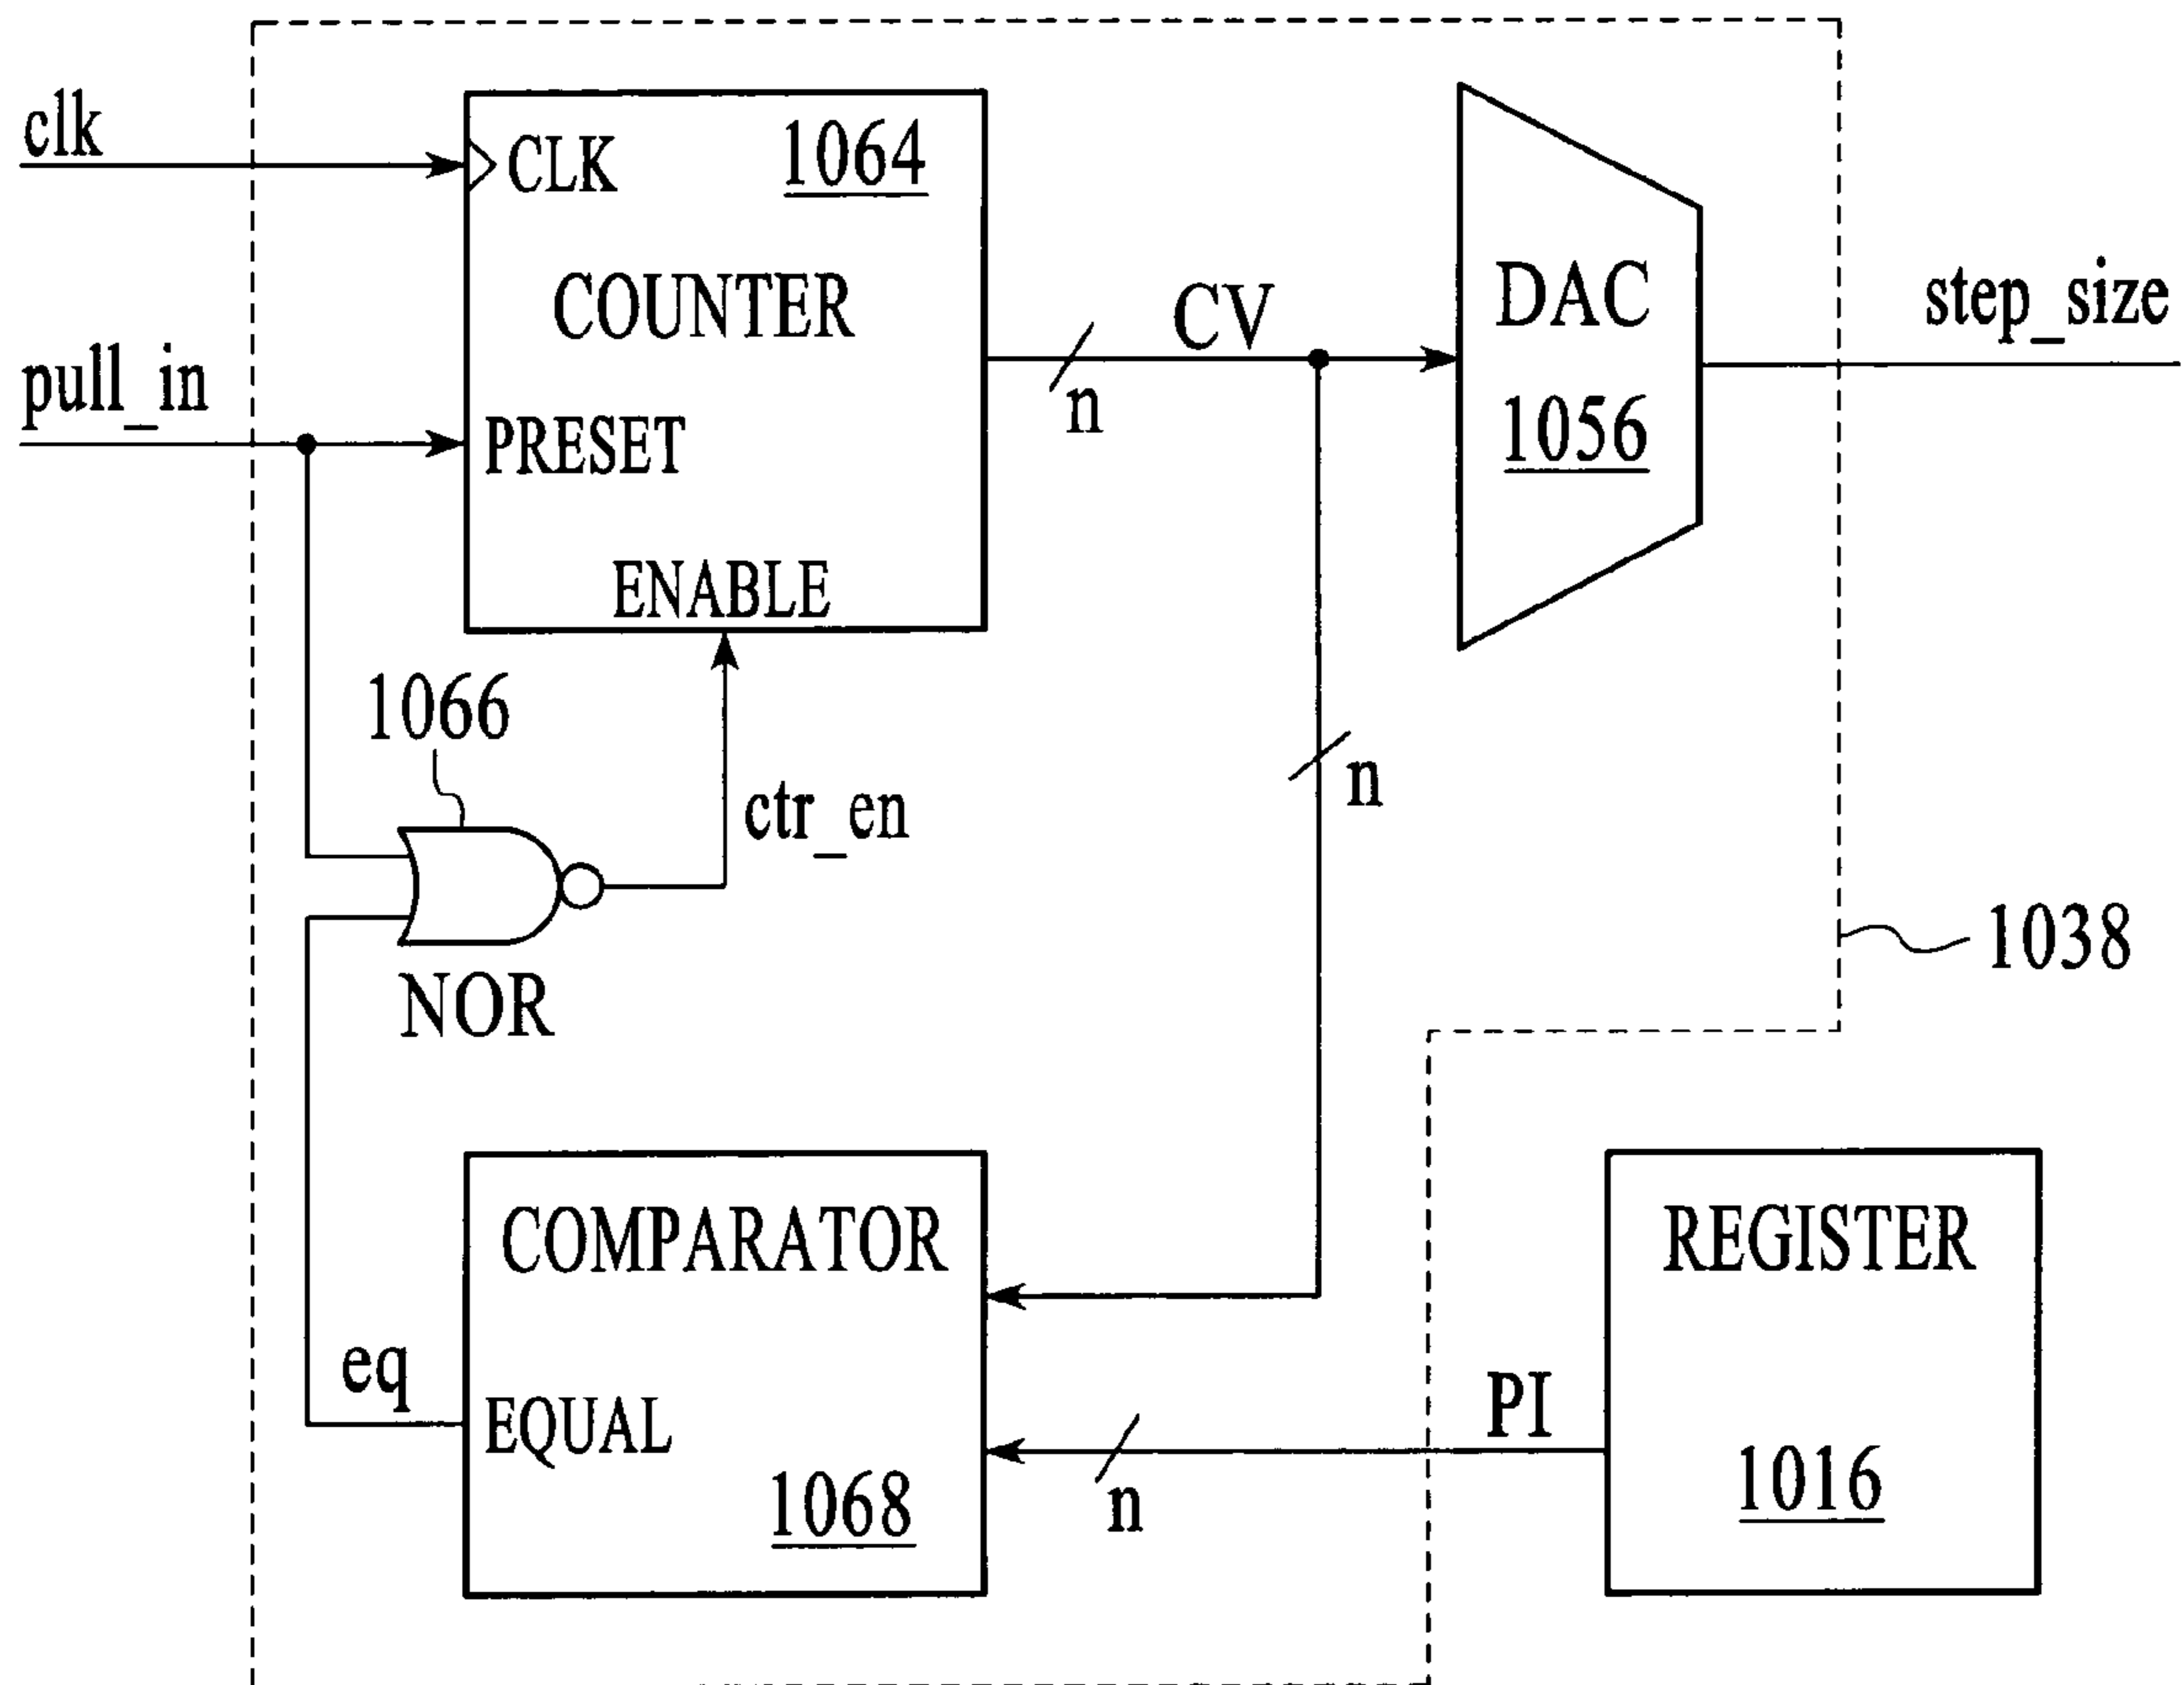 clk
CLK
1064
COUNTER
DAC
1056
step_size
CV
n
pull_in
PRESET
ENABLE
1066
ctr_en
n
NOR
1038
COMPARATOR
REGISTER
eq
EQUAL
PI
1068
n
1016